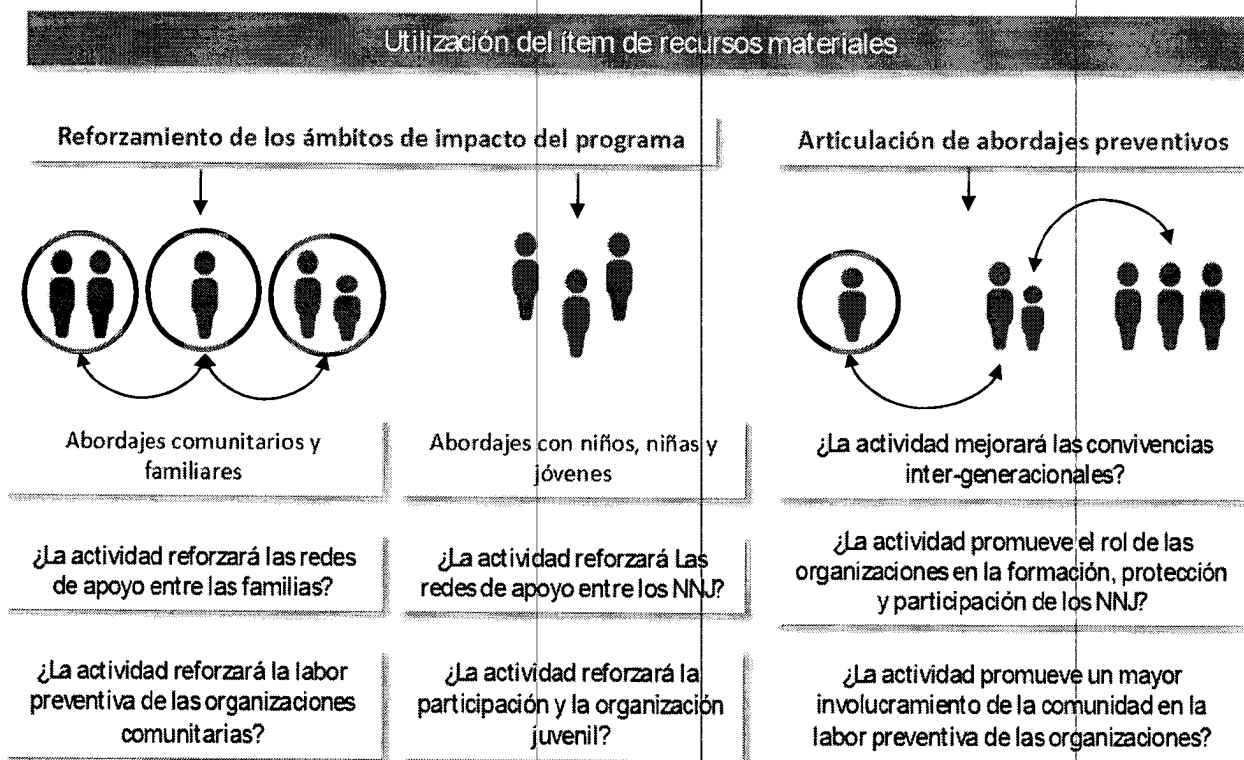 Utilización del ítem de recursos materiales
Reforzamiento de los ámbitos de impacto del programa
Abordajes comunitarios y
familiares
¿La actividad reforzará las redes
de apoyo entre las familias?
¿La actividad reforzará la labor
preventiva de las organizaciones
comunitarias?
Abordajes con niños, niñas y
jóvenes
¿La actividad reforzará Las
redes de apoyo entre los NNJ?
¿La actividad reforzará la
participación y la organización
juvenil?
Articulación de abordajes preventivos
¿La actividad mejorará las convivencias
inter-generacionales?
¿La actividad promueve el rol de las
organizaciones en la formación, protección
y participación de los NNJ?
¿La actividad promueve un mayor
involucramiento de la comunidad en la
labor preventiva de las organizaciones?